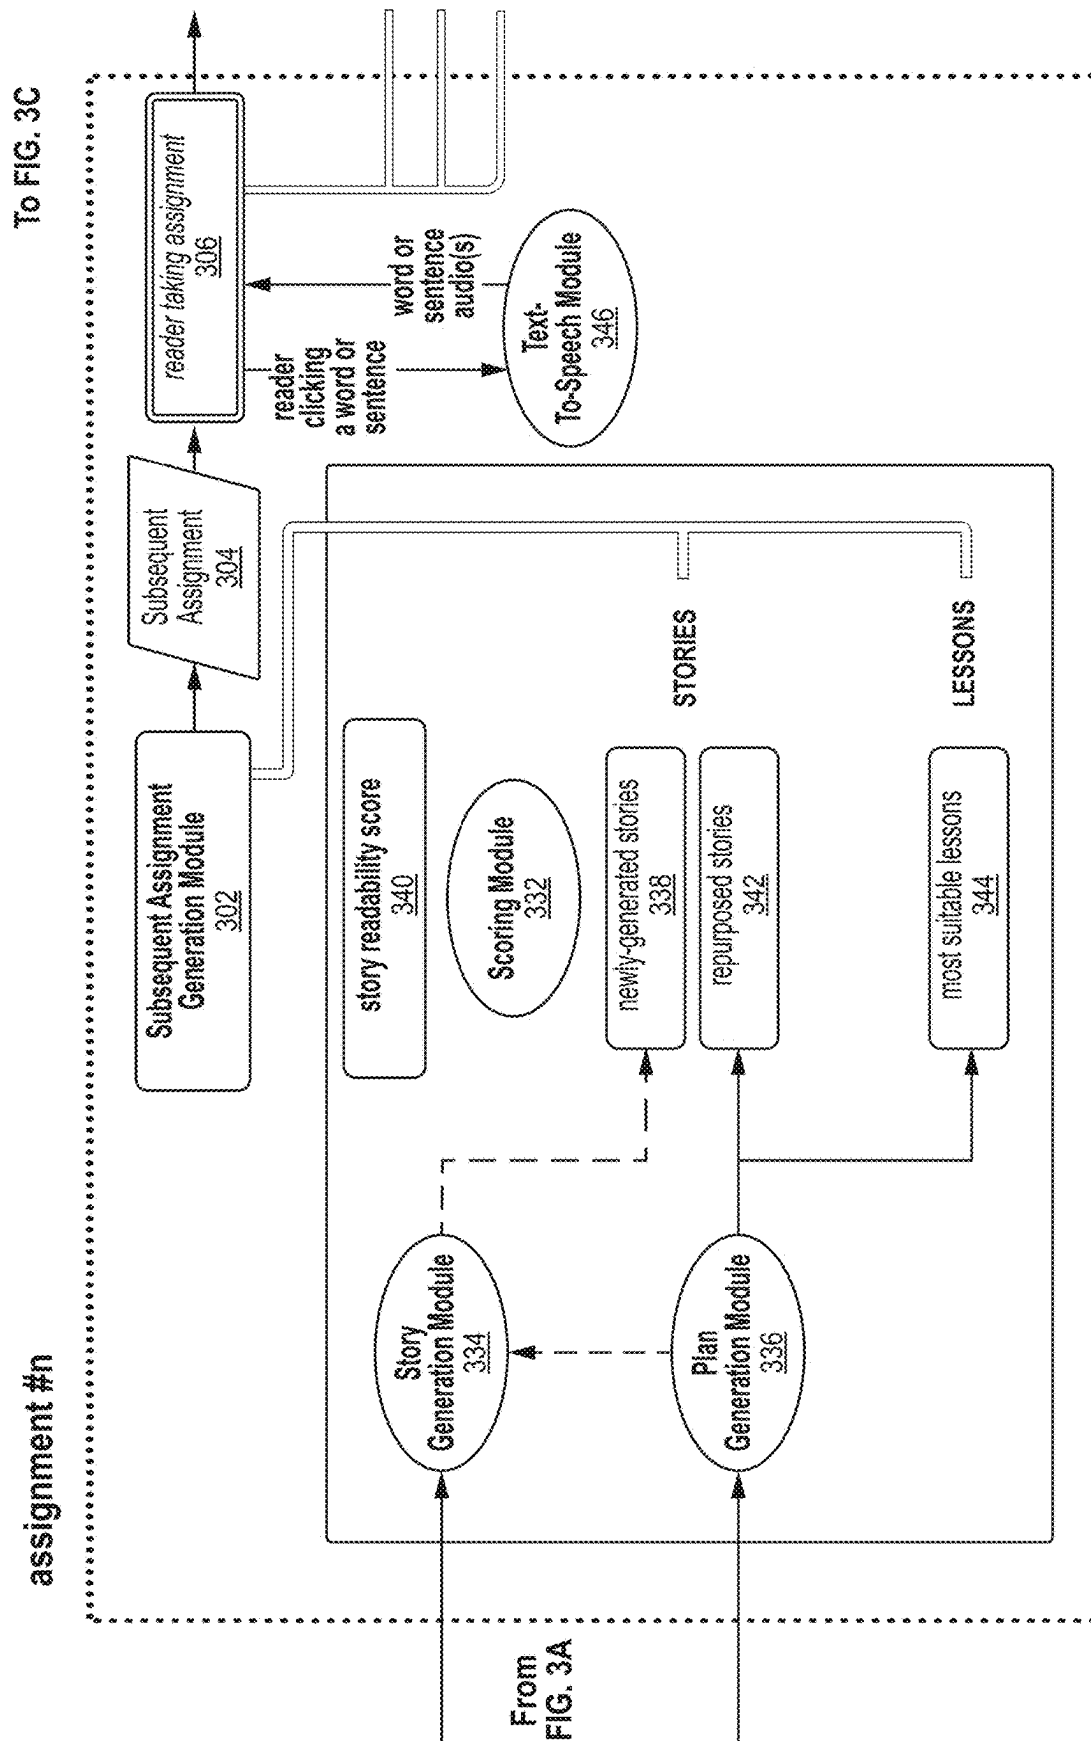 assignment #n
To FIG. 3C
From
FIG. 3A
Subsequent Assignment
Generation Module
302
Subsequent
Assignment
304
reader taking assignment
306
reader
clicking
a word or
sentence
word or
sentence
audio(s)
Text-
To-Speech Module
346
story readability score
340
Scoring Module
332
Story
Generation Module
334
Plan
Generation Module
336
newly-generated stories
338
repurposed stories
342
STORIES
most suitable lessons
344
LESSONS